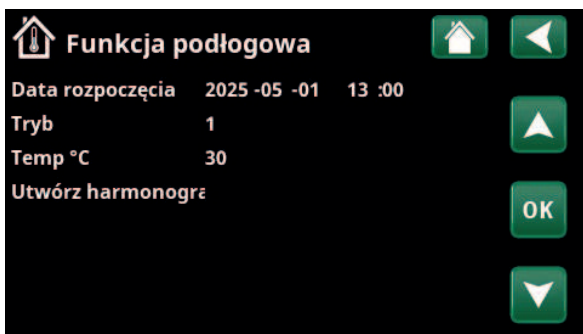 Funkcja podłogowa
Data rozpoczęcia 2025 -05 -01 13 :00
Tryb 1
Temp °C 30
Utwórz harmonogra
OK